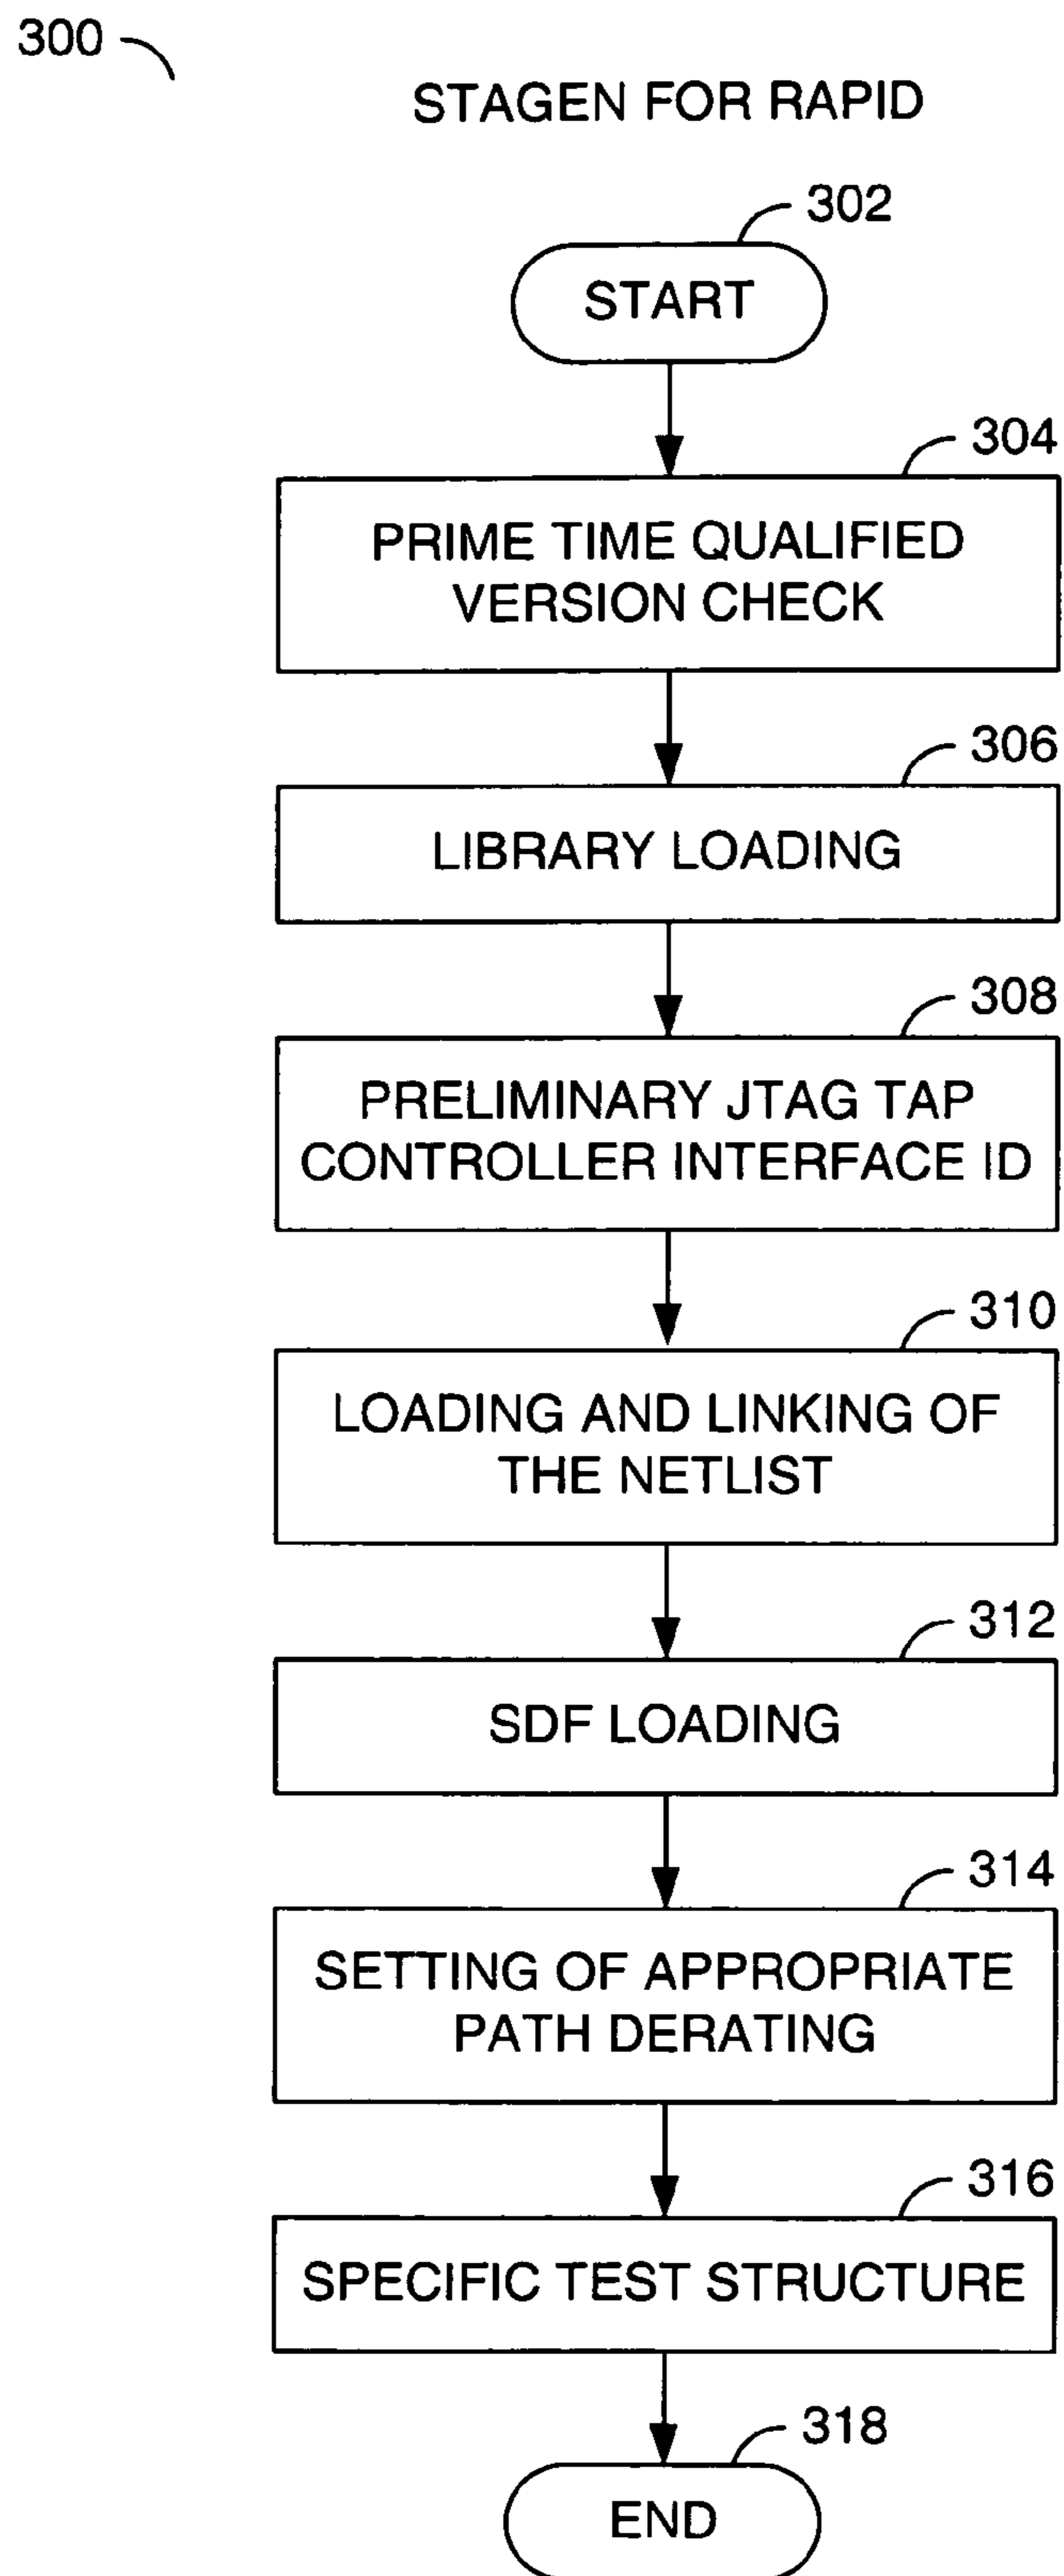 300
STAGEN FOR RAPID
302
START
304
PRIME TIME QUALIFIED
VERSION CHECK
306
LIBRARY LOADING
308
PRELIMINARY JTAG TAP
CONTROLLER INTERFACE ID
310
LOADING AND LINKING OF
THE NETLIST
312
SDF LOADING
314
SETTING OF APPROPRIATE
PATH DERATING
316
SPECIFIC TEST STRUCTURE
318
END